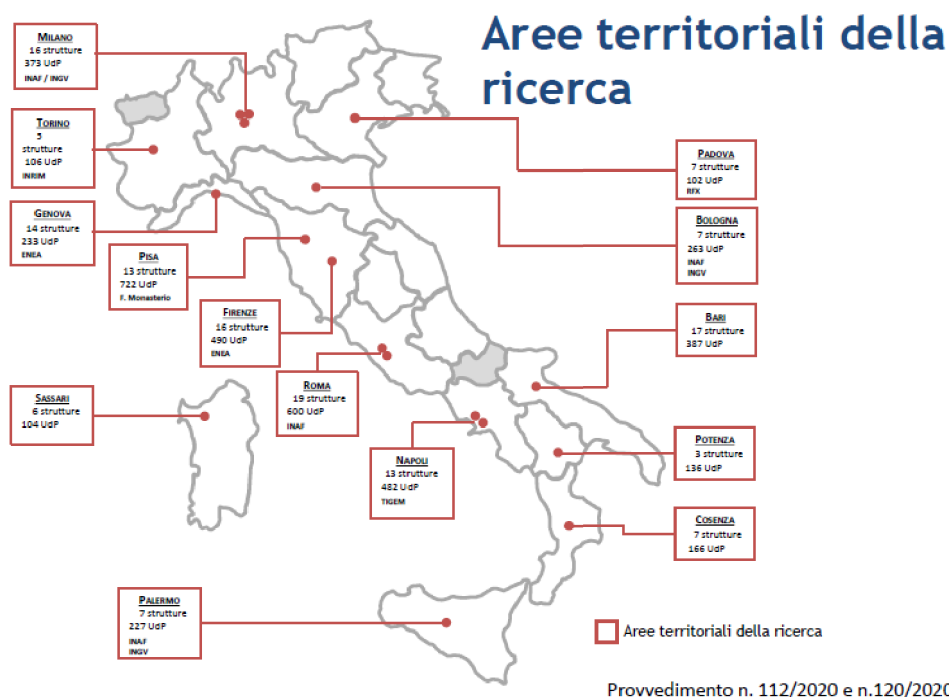 Aree territoriali della
ricerca
MILANO
16 strutture
373 UdP
INAF / INGV
TORINO
5
strutture
106 UdP
INRIM
GENOVA
14 strutture
233 UdP
ENEA
PISA
13 strutture
722 UdP
F. Monasterio
FIRENZE
16 strutture
490 UdP
ENEA
ROMA
19 strutture
600 UdP
INAF
SASSARI
6 strutture
104 UdP
NAPOLI
13 strutture
482 UdP
TIGEM
PALERMO
7 strutture
227 UdP
INAF
INGV
PADOVA
7 strutture
102 UdP
RFX
BOLOGNA
7 strutture
263 UdP
INAF
INGV
BARI
17 strutture
387 UdP
POTENZA
3 strutture
136 UdP
COSENZA
7 strutture
166 UdP
Aree territoriali della ricerca
Provvedimento n. 112/2020 e n.120/2020